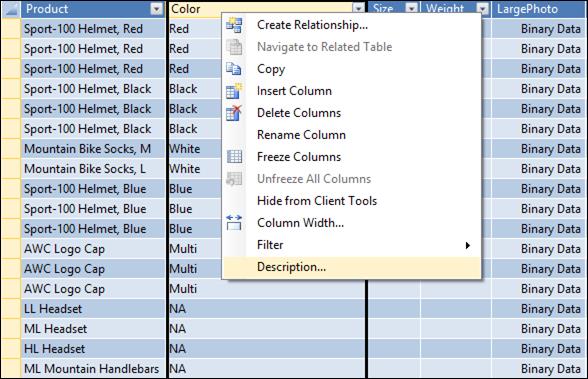 Product Color Size Weight LargePhoto
Sport-100 Helmet, Red Red Binary Data
Sport-100 Helmet, Red Red Binary Data
Sport-100 Helmet, Red Red Binary Data
Sport-100 Helmet, Black Black Binary Data
Sport-100 Helmet, Black Black Binary Data
Sport-100 Helmet, Black Black Binary Data
Mountain Bike Socks, M White Binary Data
Mountain Bike Socks, L White Binary Data
Sport-100 Helmet, Blue Blue Binary Data
Sport-100 Helmet, Blue Blue Binary Data
Sport-100 Helmet, Blue Blue Binary Data
AWC Logo Cap Multi Binary Data
AWC Logo Cap Multi Binary Data
AWC Logo Cap Multi Binary Data
LL Headset NA Binary Data
ML Headset NA Binary Data
HL Headset NA Binary Data
ML Mountain Handlebars NA Binary Data
Create Relationship...
Navigate to Related Table
Copy
Insert Column
Delete Columns
Rename Column
Freeze Columns
Unfreeze All Columns
Hide from Client Tools
Column Width...
Filter
Description...